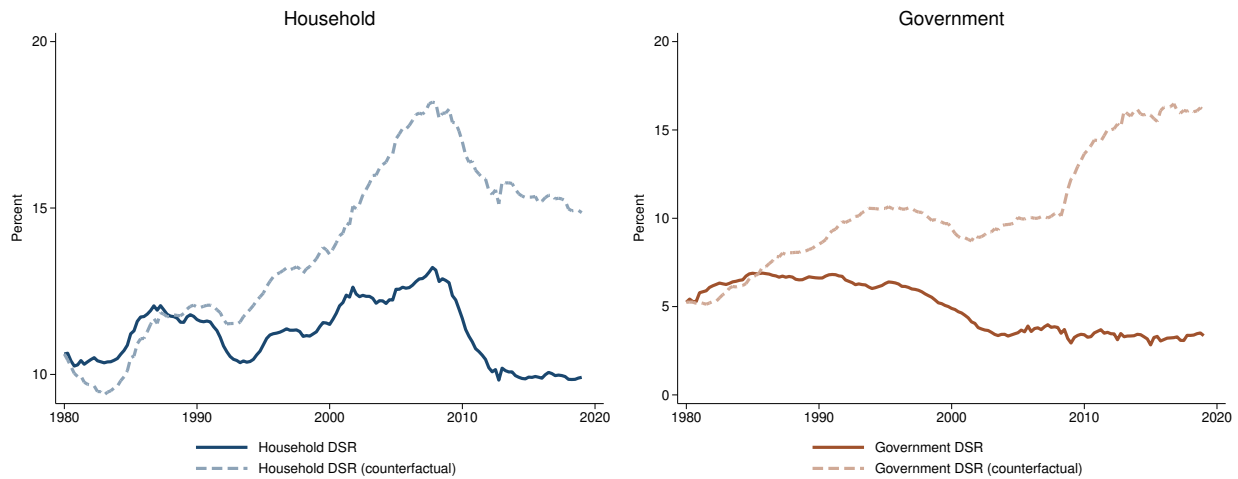 Household
20
15
10
Percent
1980 1990 2000 2010 2020
Household DSR
Household DSR (counterfactual)
Government
20
15
10
5
0
Percent
1980 1990 2000 2010 2020
Government DSR
Government DSR (counterfactual)